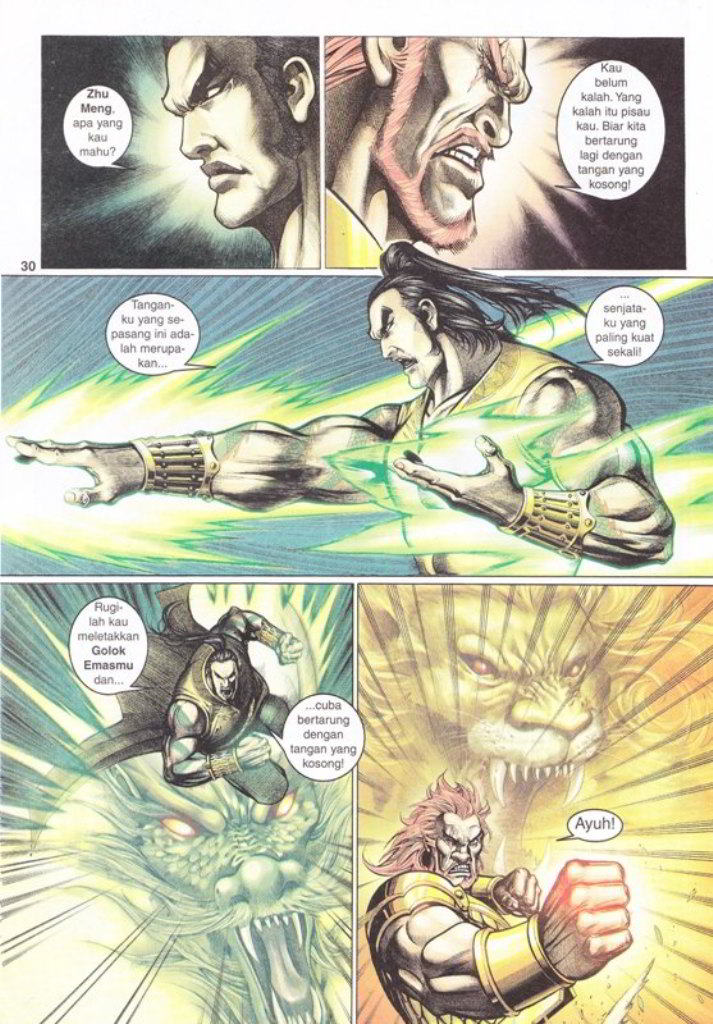 Zhu
Meng,
apa yang
kau
mahu?
Kau
belum
kalah. Yang
kalah itu pisau
kau. Biar kita
bertarung
lagi dengan
tangan yang
kosong!
30
Tangan-
ku yang se-
pasang ini ada-
lah merupa-
kan...
...
senjata-
ku yang
paling kuat
sekali!
Rugi-
lah kau
meletakkan
Golok
Emasmu
dan...
...cuba
bertarung
dengan
tangan yang
kosong!
Ayuh!